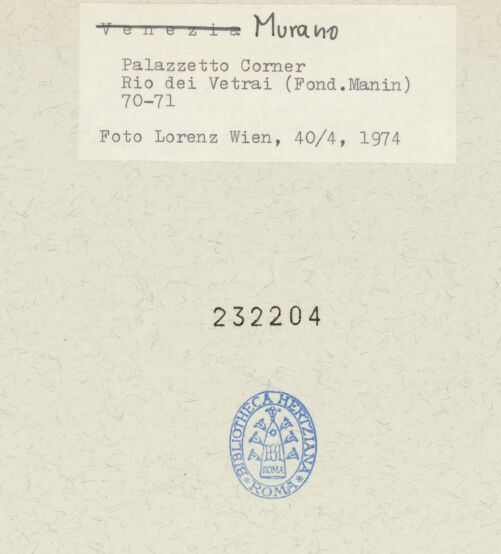 Venezia Murano
Palazzetto Corner
Rio dei Vetrai (Fond.Manin)
70-71
Foto Lorenz Wien, 40/4, 1974
232204
BIBLIOTHECA HERTZIANA
ROMA
ROMA